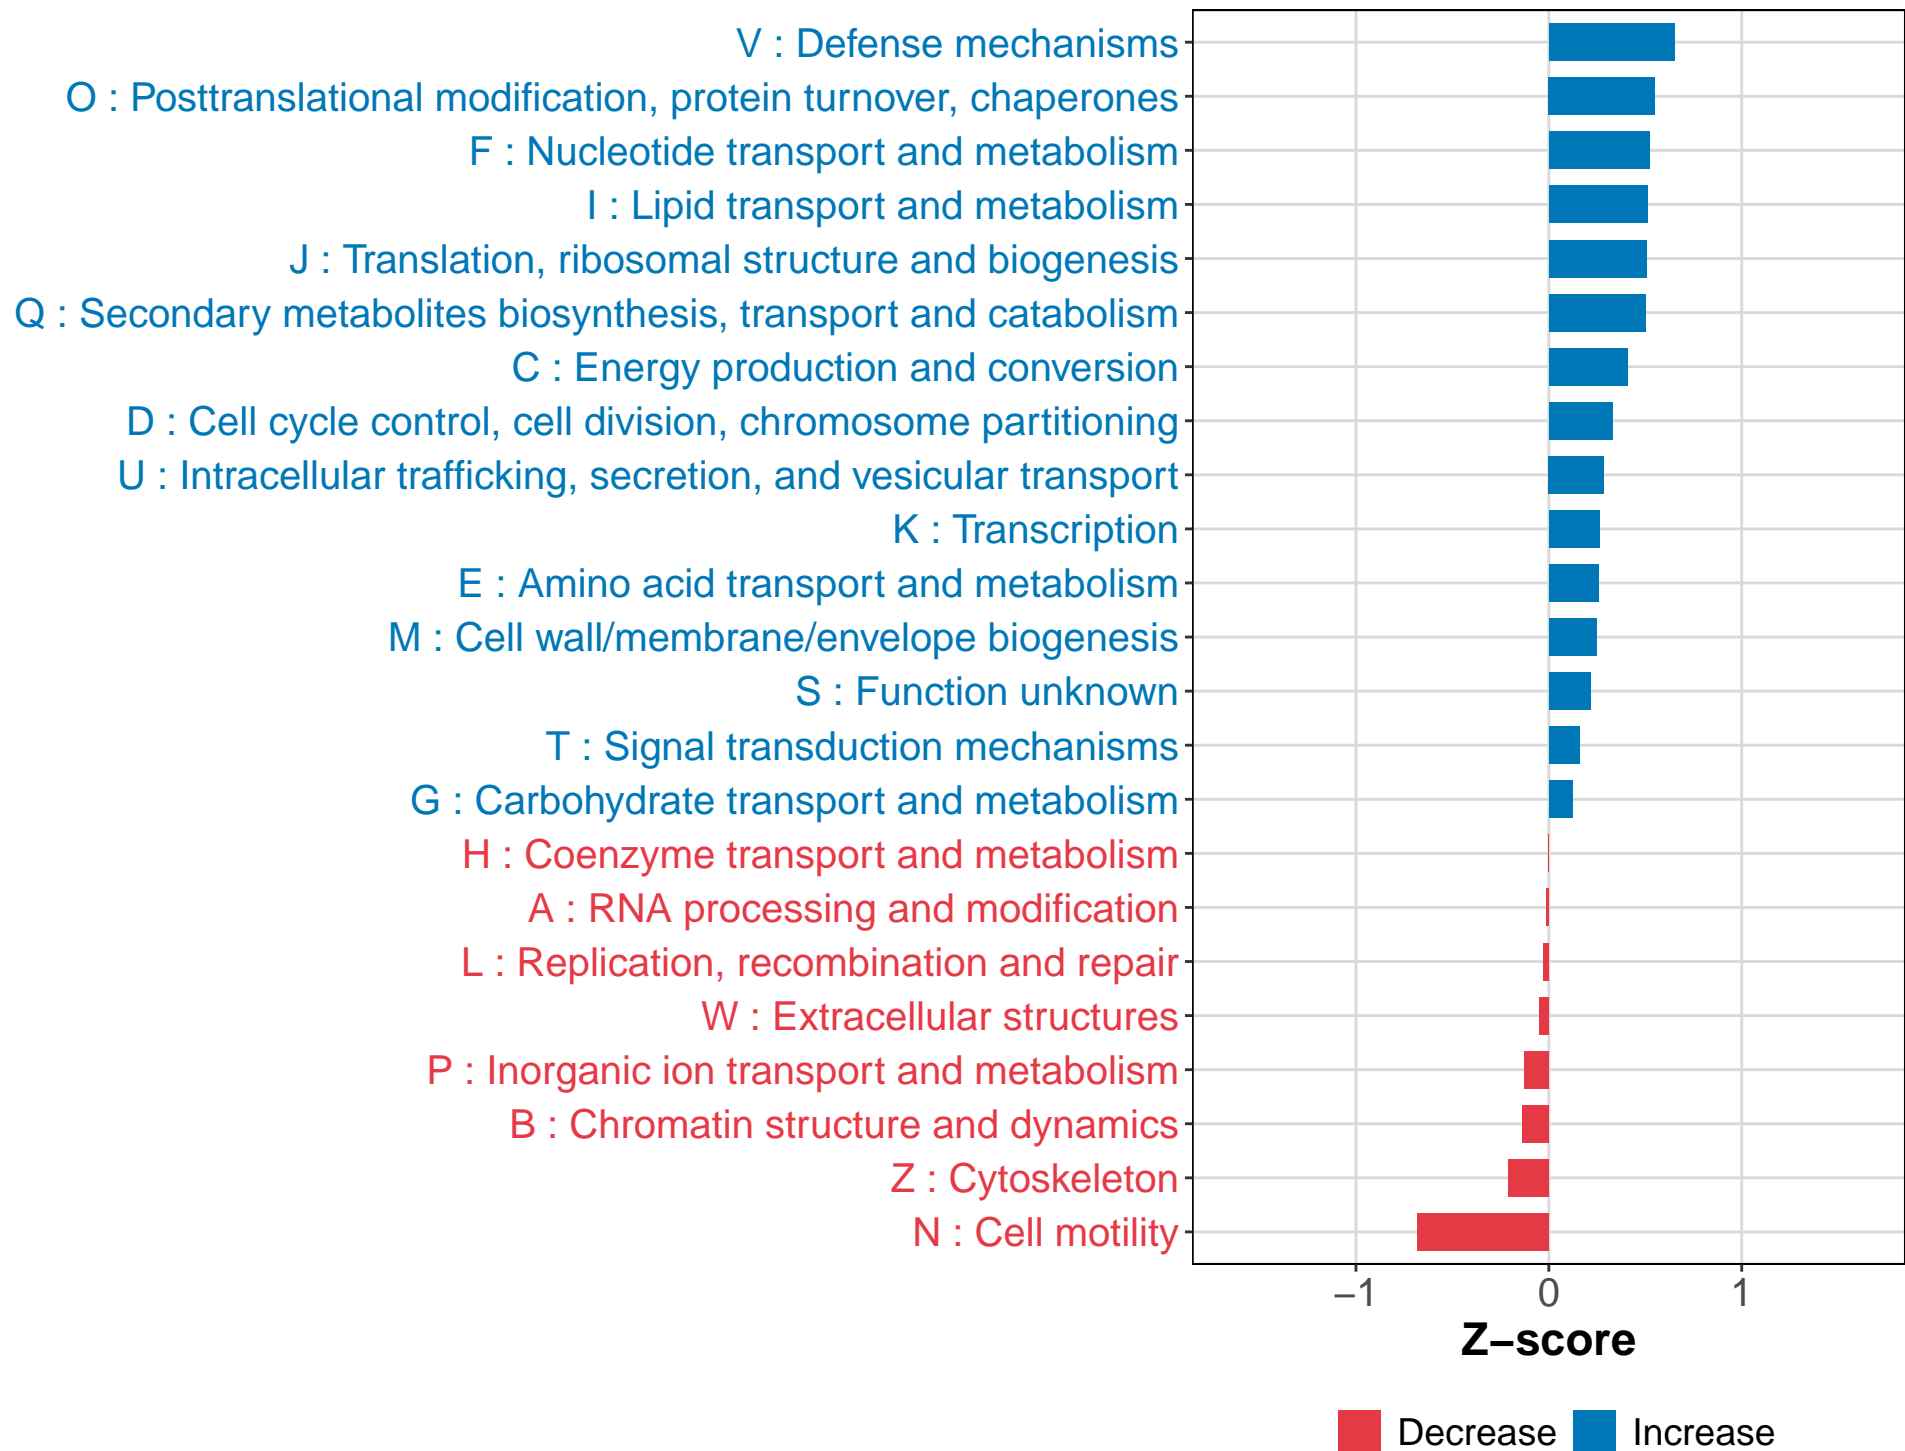 V : Defense mechanisms
O : Posttranslational modification, protein turnover, chaperones
F : Nucleotide transport and metabolism
I : Lipid transport and metabolism
J : Translation, ribosomal structure and biogenesis
Q : Secondary metabolites biosynthesis, transport and catabolism
C : Energy production and conversion
D : Cell cycle control, cell division, chromosome partitioning
U : Intracellular trafficking, secretion, and vesicular transport
K : Transcription
E : Amino acid transport and metabolism
M : Cell wall/membrane/envelope biogenesis
S : Function unknown
T : Signal transduction mechanisms
G : Carbohydrate transport and metabolism
H : Coenzyme transport and metabolism
A : RNA processing and modification
L : Replication, recombination and repair
W : Extracellular structures
P : Inorganic ion transport and metabolism
B : Chromatin structure and dynamics
Z : Cytoskeleton
N : Cell motility
−1 0 1
Z−score
Decrease Increase